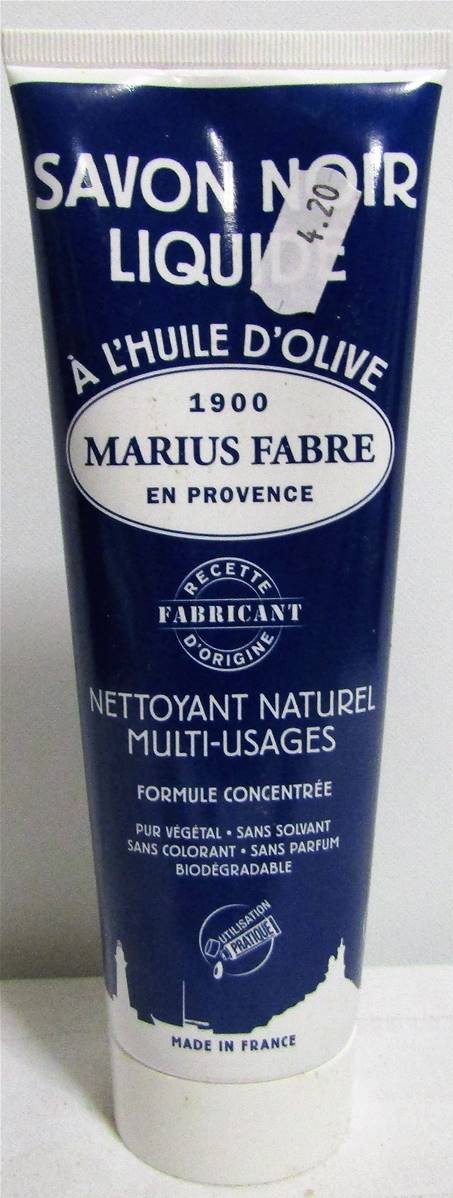 SAVON NOIR
LIQUIDE
4.20
À L'HUILE D'OLIVE
1900
MARIUS FABRE
EN PROVENCE
RECETTE
FABRICANT
D'ORIGINE
NETTOYANT NATUREL
MULTI-USAGES
FORMULE CONCENTRÉE
PUR VÉGÉTAL • SANS SOLVANT
SANS COLORANT • SANS PARFUM
BIODÉGRADABLE
UTILISATION
PRATIQUE
MADE IN FRANCE